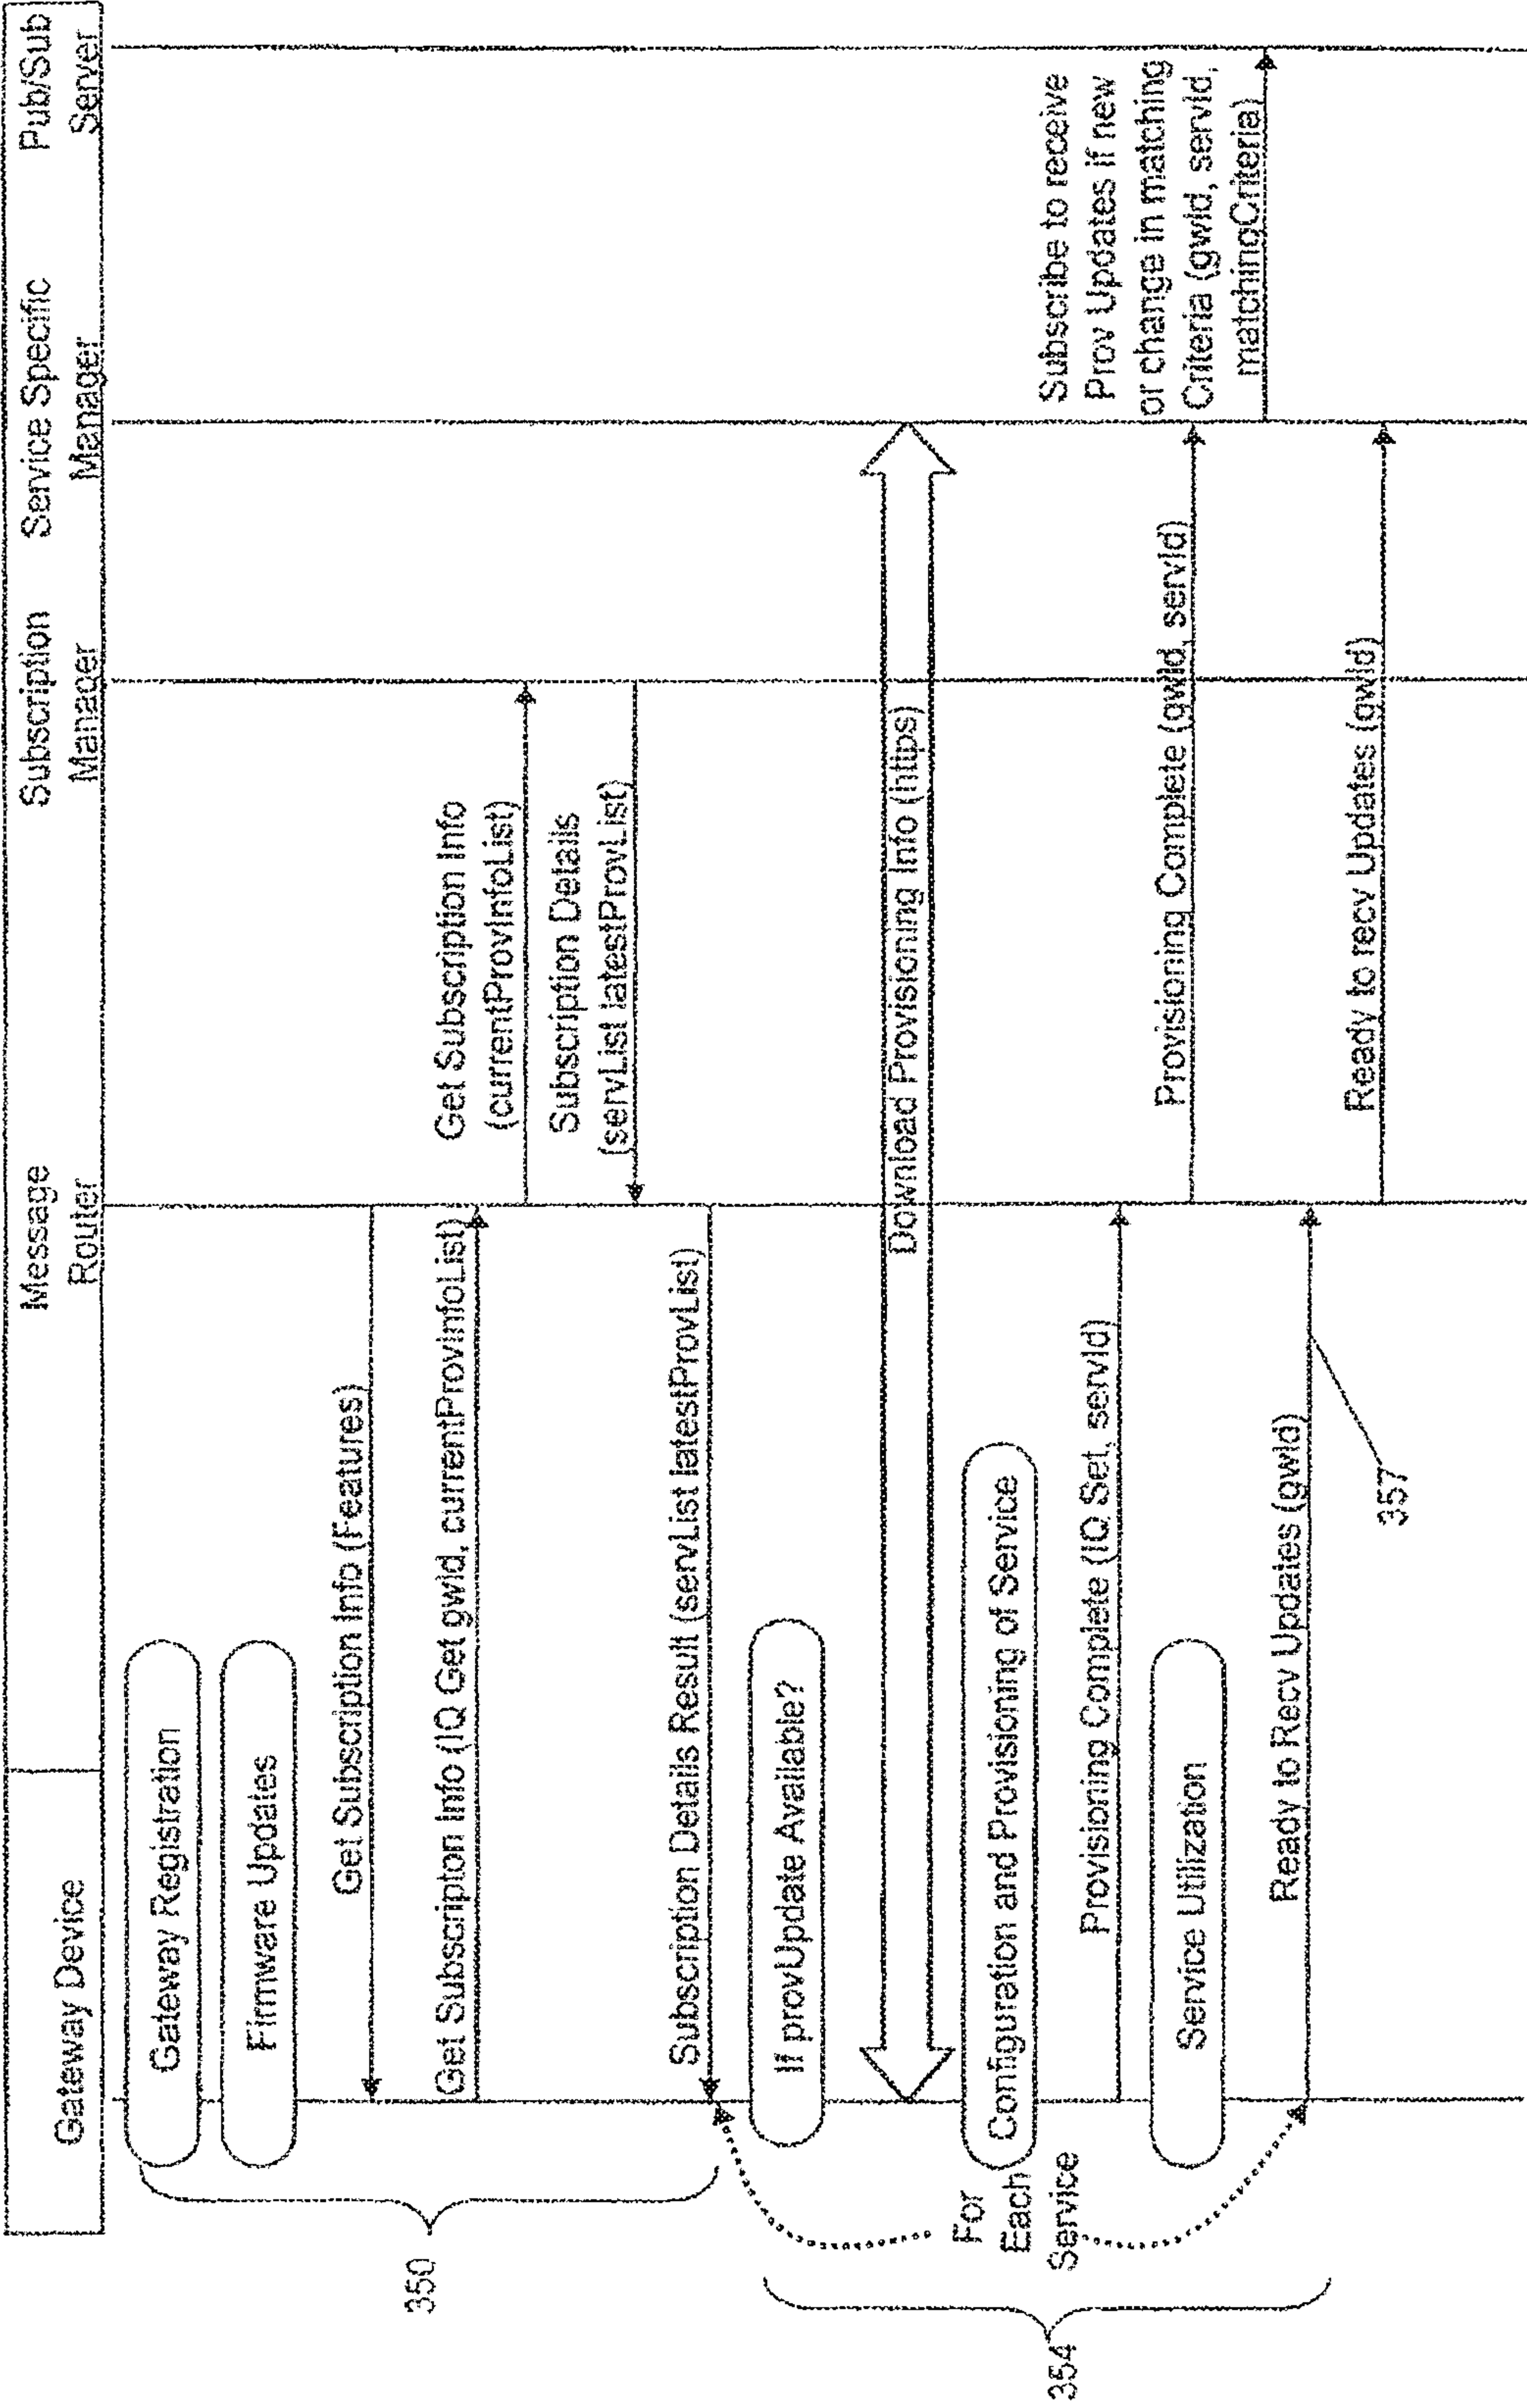 Gateway Device
Message
Router
Subscription
Manager
Service Specific
Manager
Pub/Sub
Server
Gateway Registration
Firmware Updates
Get Subscription Info (Features)
Get Subscripton Info (IQ Get gwId, currentProvInfoList)
Get Subscription Info
(currentProvInfoList)
Subscription Details
(servList latestProvList)
Subscription Details Result (servList latestProvList)
350
If provUpdate Available?
Download Provisioning Info (https)
Configuration and Provisioning of Service
For
Each
Service
354
Provisioning Complete (IQ Set, servId)
Provisioning Complete (gwId, servId)
Subscribe to receive
Prov Updates if new
or change in matching
Criteria (gwId, servId,
matchingCriteria)
Service Utilization
Ready to Recv Updates (gwId)
357
Ready to recv Updates (gwId)